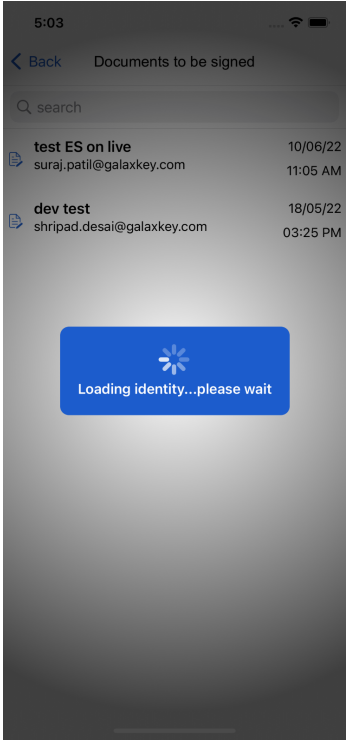 5:03
Back Documents to be signed
search
test ES on live 10/06/22
suraj.patil@galaxkey.com 11:05 AM
dev test 18/05/22
shripad.desai@galaxkey.com 03:25 PM
Loading identity...please wait